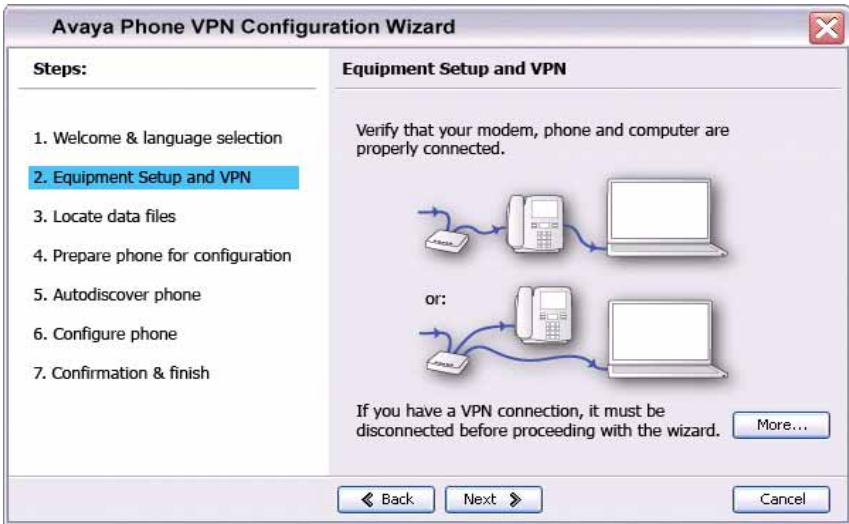 Avaya Phone VPN Configuration Wizard
Steps:
1. Welcome & language selection
2. Equipment Setup and VPN
3. Locate data files
4. Prepare phone for configuration
5. Autodiscover phone
6. Configure phone
7. Confirmation & finish
Equipment Setup and VPN
Verify that your modem, phone and computer are
properly connected.
or:
If you have a VPN connection, it must be
disconnected before proceeding with the wizard.
More...
Back
Next
Cancel